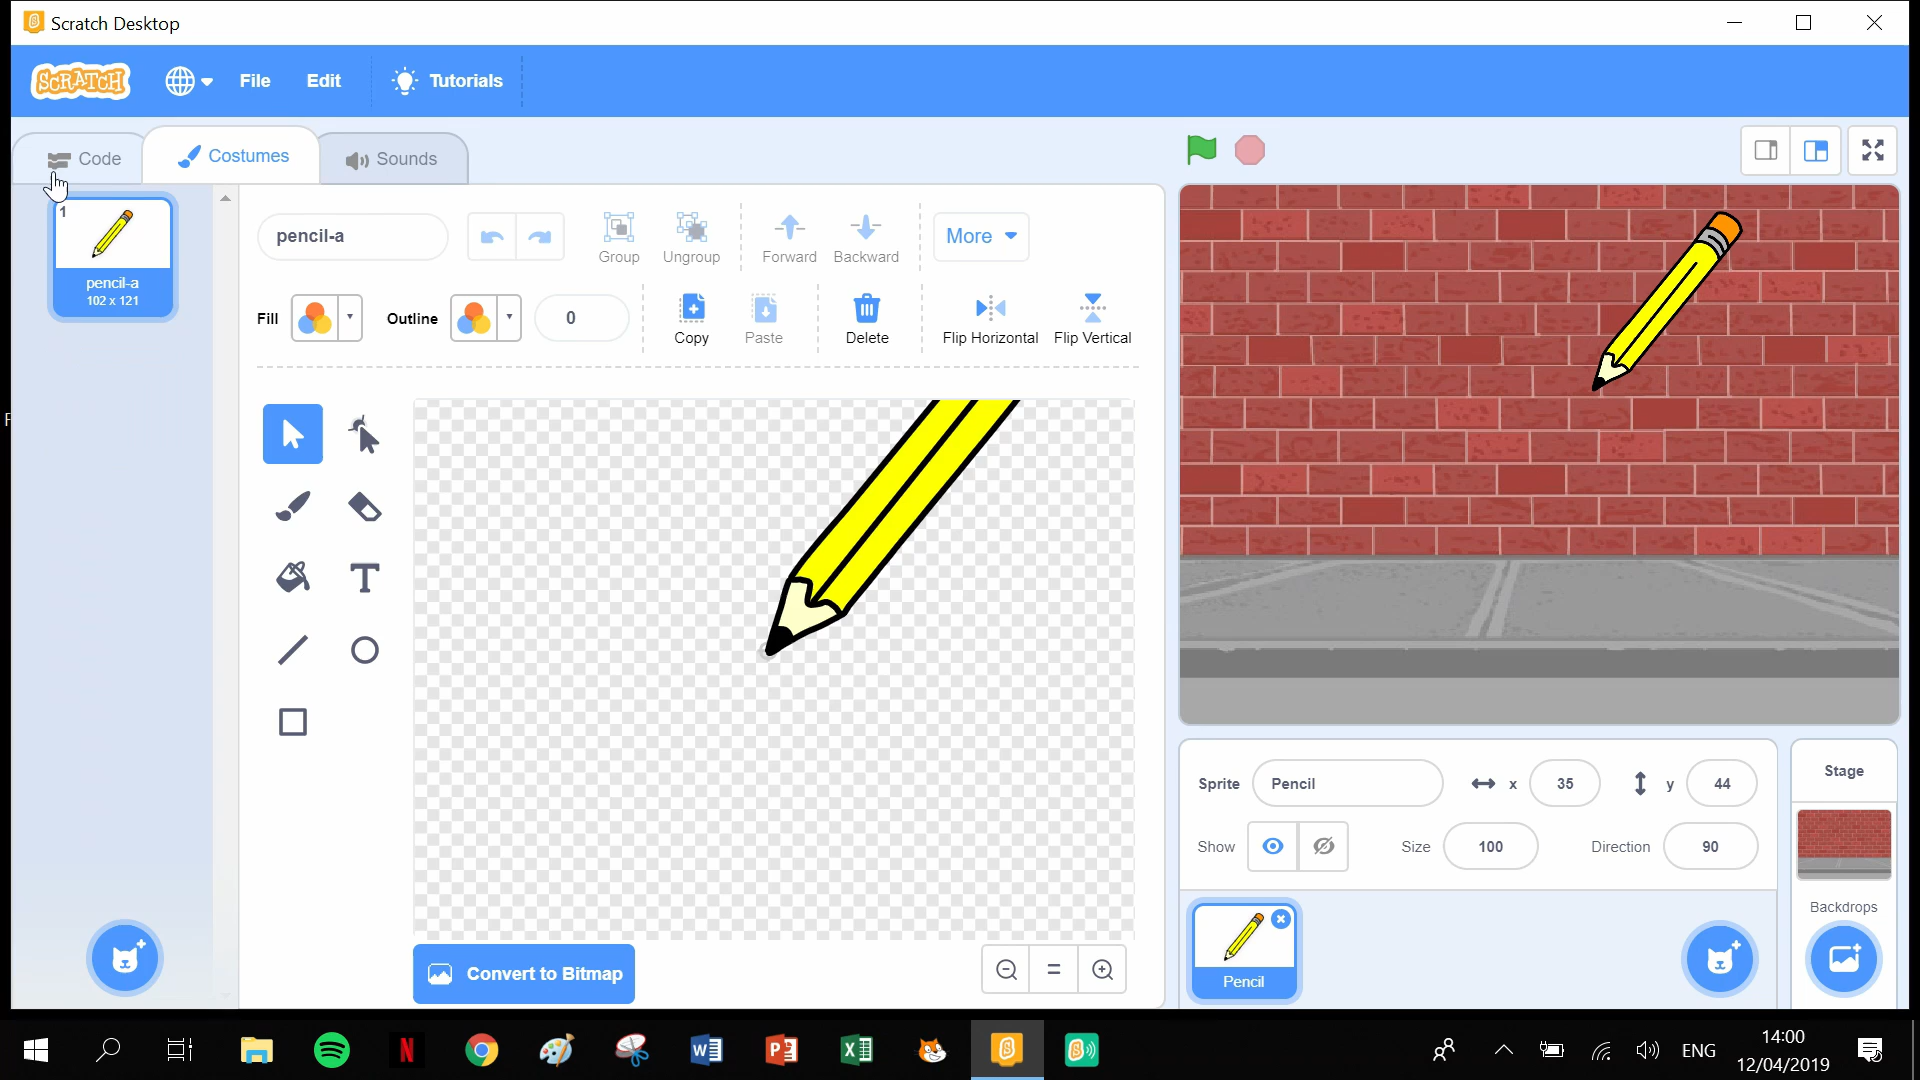 Scratch Desktop
SCRATCH File Edit Tutorials
Code Costumes Sounds
1
pencil-a
102 x 121
pencil-a
Group Ungroup Forward Backward More
Fill Outline 0 Copy Paste Delete Flip Horizontal Flip Vertical
T
Convert to Bitmap
=
Sprite Pencil x 35 y 44
Show Size 100 Direction 90
Pencil
Stage
Backdrops
N W P X ENG
14:00
12/04/2019